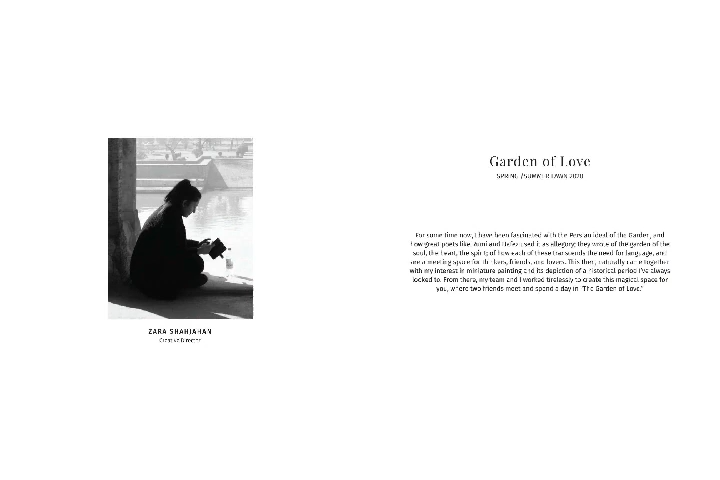 Garden of Love
SPRING / SUMMER LAWN 2020
For some time now, I have been fascinated with the Persian ideal of the Garden, and
how great poets like, Rumi and Hafez used it as allegory; they wrote of the garden of the
soul, the heart, the spirit; of how each of these transcends the need for language, and
are a meeting space for thinkers, friends, and lovers. This then, naturally came together
with my interest in miniature painting and its depiction of a historical period I've always
looked to. From there, my team and I worked tirelessly to create this magical space for
you, where two friends meet and spend a day in "The Garden of Love."
ZARA SHAHJAHAN
Creative Director